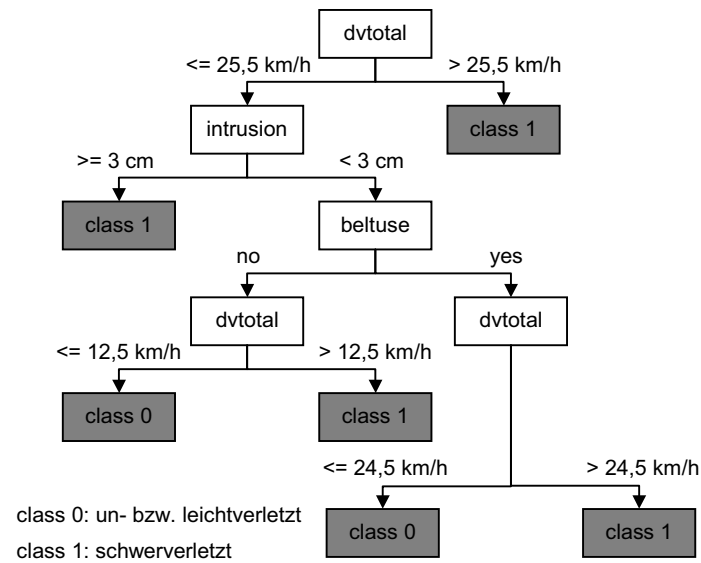 dvtotal
<= 25,5 km/h > 25,5 km/h
intrusion class 1
>= 3 cm < 3 cm
class 1 beltuse
no yes
dvtotal dvtotal
<= 12,5 km/h > 12,5 km/h
class 0 class 1
<= 24,5 km/h > 24,5 km/h
class 0: un- bzw. leichtverletzt
class 0 class 1
class 1: schwerverletzt